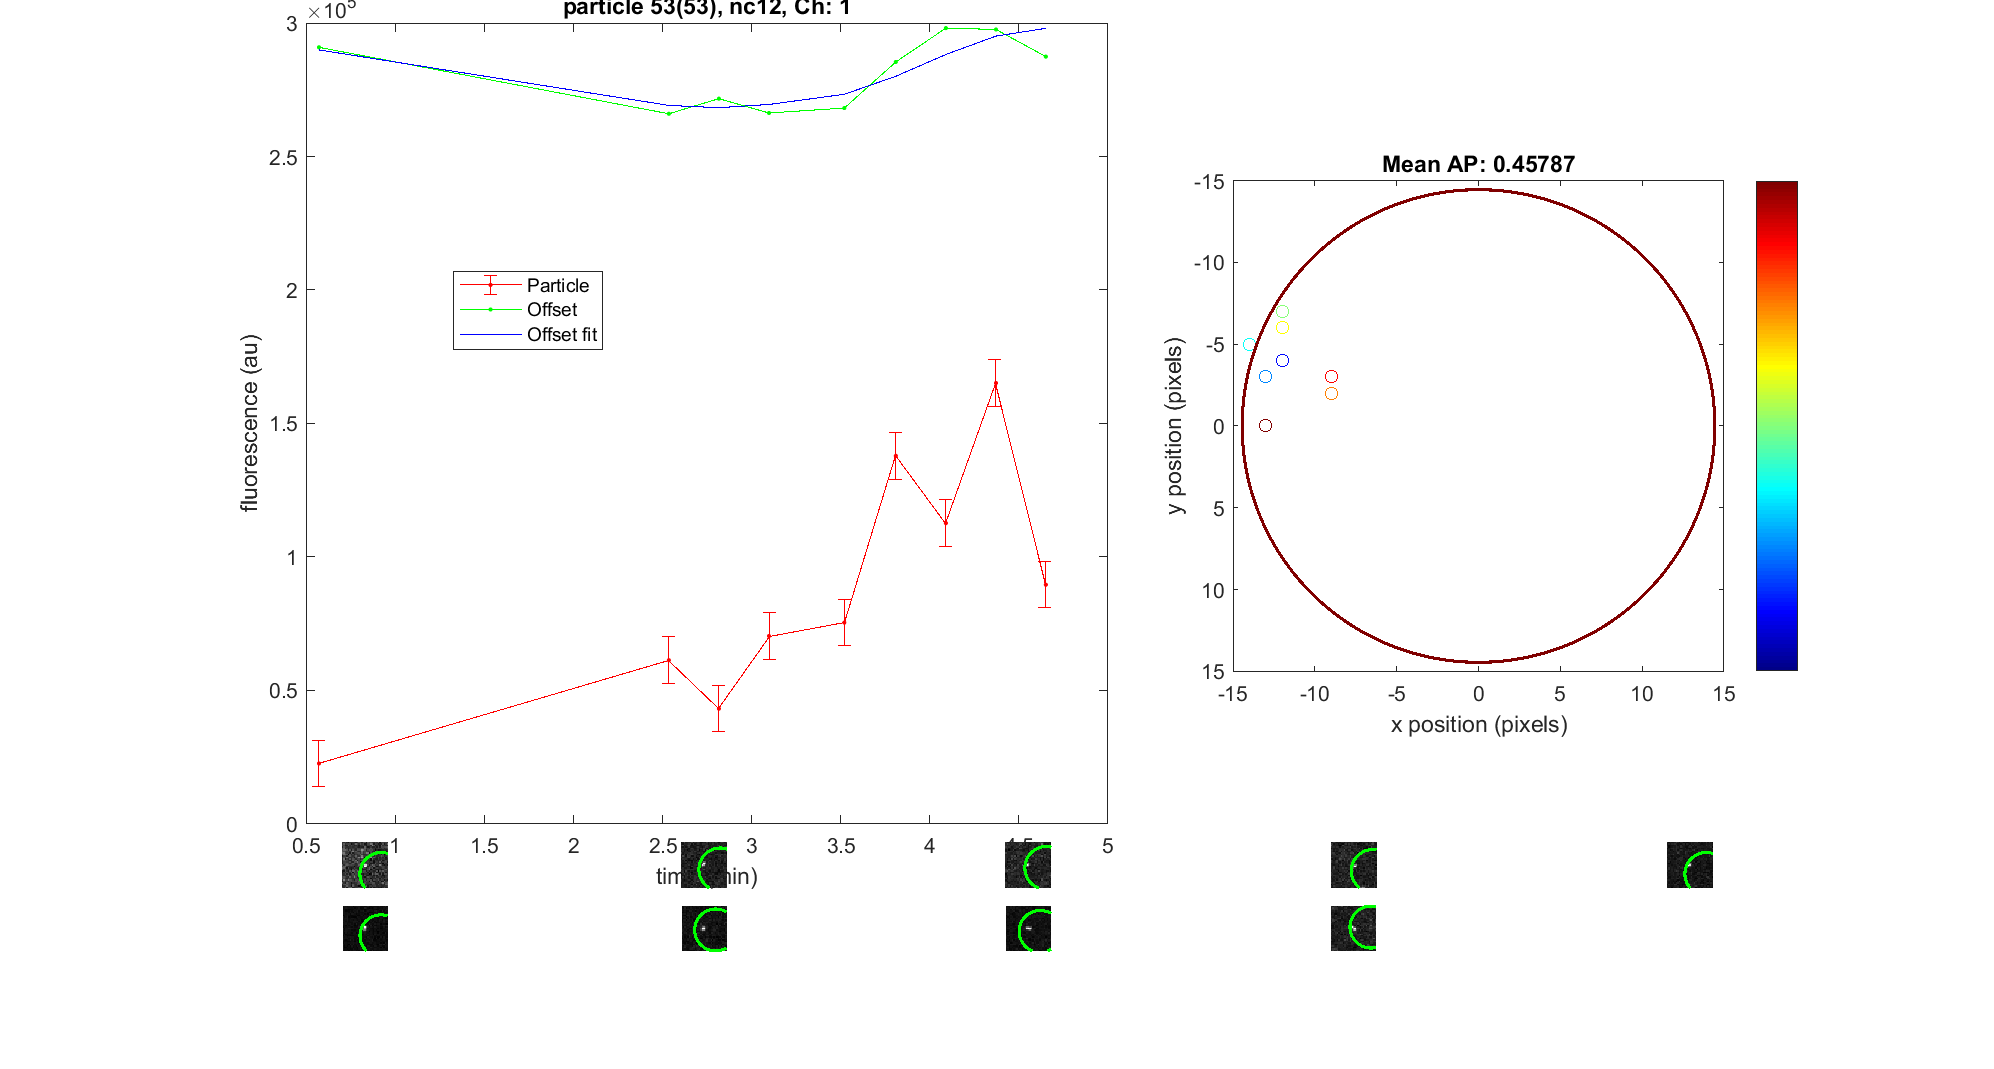 ×10⁵
particle 53(53), nc12, Ch: 1
3
2.5
2
1.5
1
0.5
0
fluorescence (au)
Particle
Offset
Offset fit
0.5 1 1.5 2 2.5 3 3.5 4 4.5 5
Mean AP: 0.45787
-15
-10
-5
0
5
10
15
y position (pixels)
-15 -10 -5 0 5 10 15
x position (pixels)